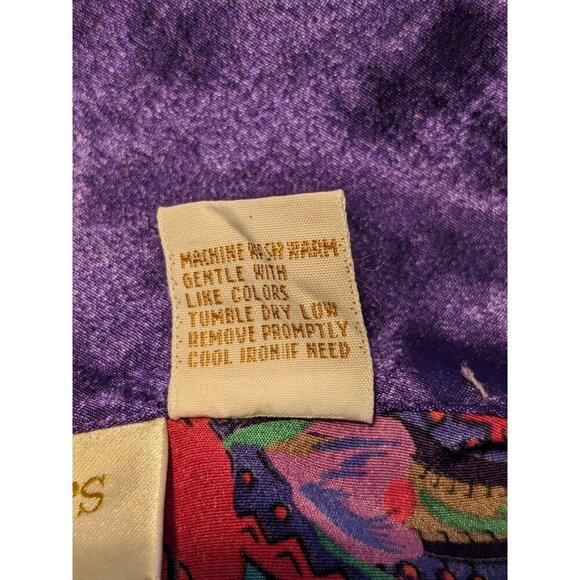 MACHINE WASH WARM
GENTLE WITH
LIKE COLORS
TUMBLE DRY LOW
REMOVE PROMPTLY
COOL IRON IF NEED